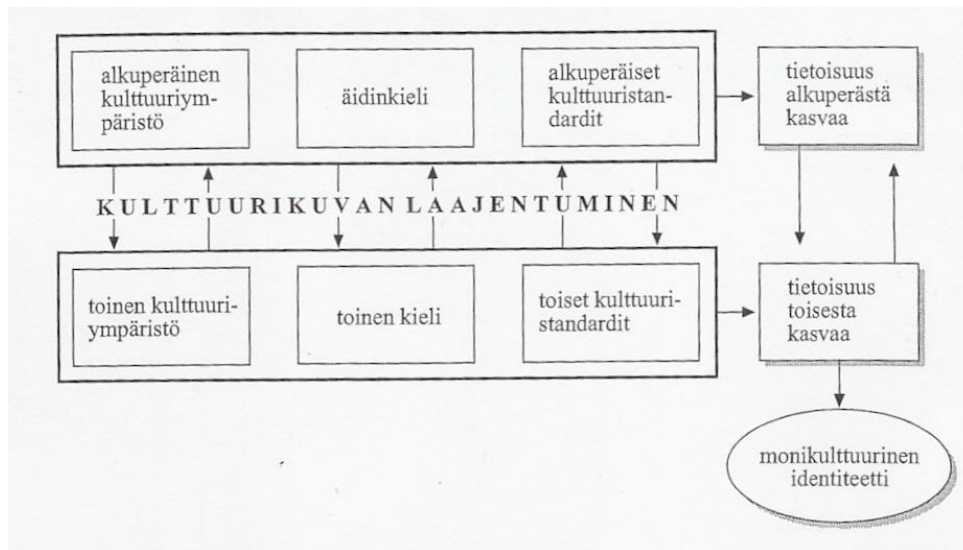 alkuperäinen
kulttuuriym-
päristö
äidinkieli
alkuperäiset
kulttuuristan-
dardit
tietoisuus
alkuperästä
kasvaa
KULTTUURIKUVAN LAAJENTUMINEN
toinen kulttuuri-
ympäristö
toinen kieli
toiset kulttuuri-
standardit
tietoisuus
toisesta
kasvaa
monikulttuurinen
identiteetti